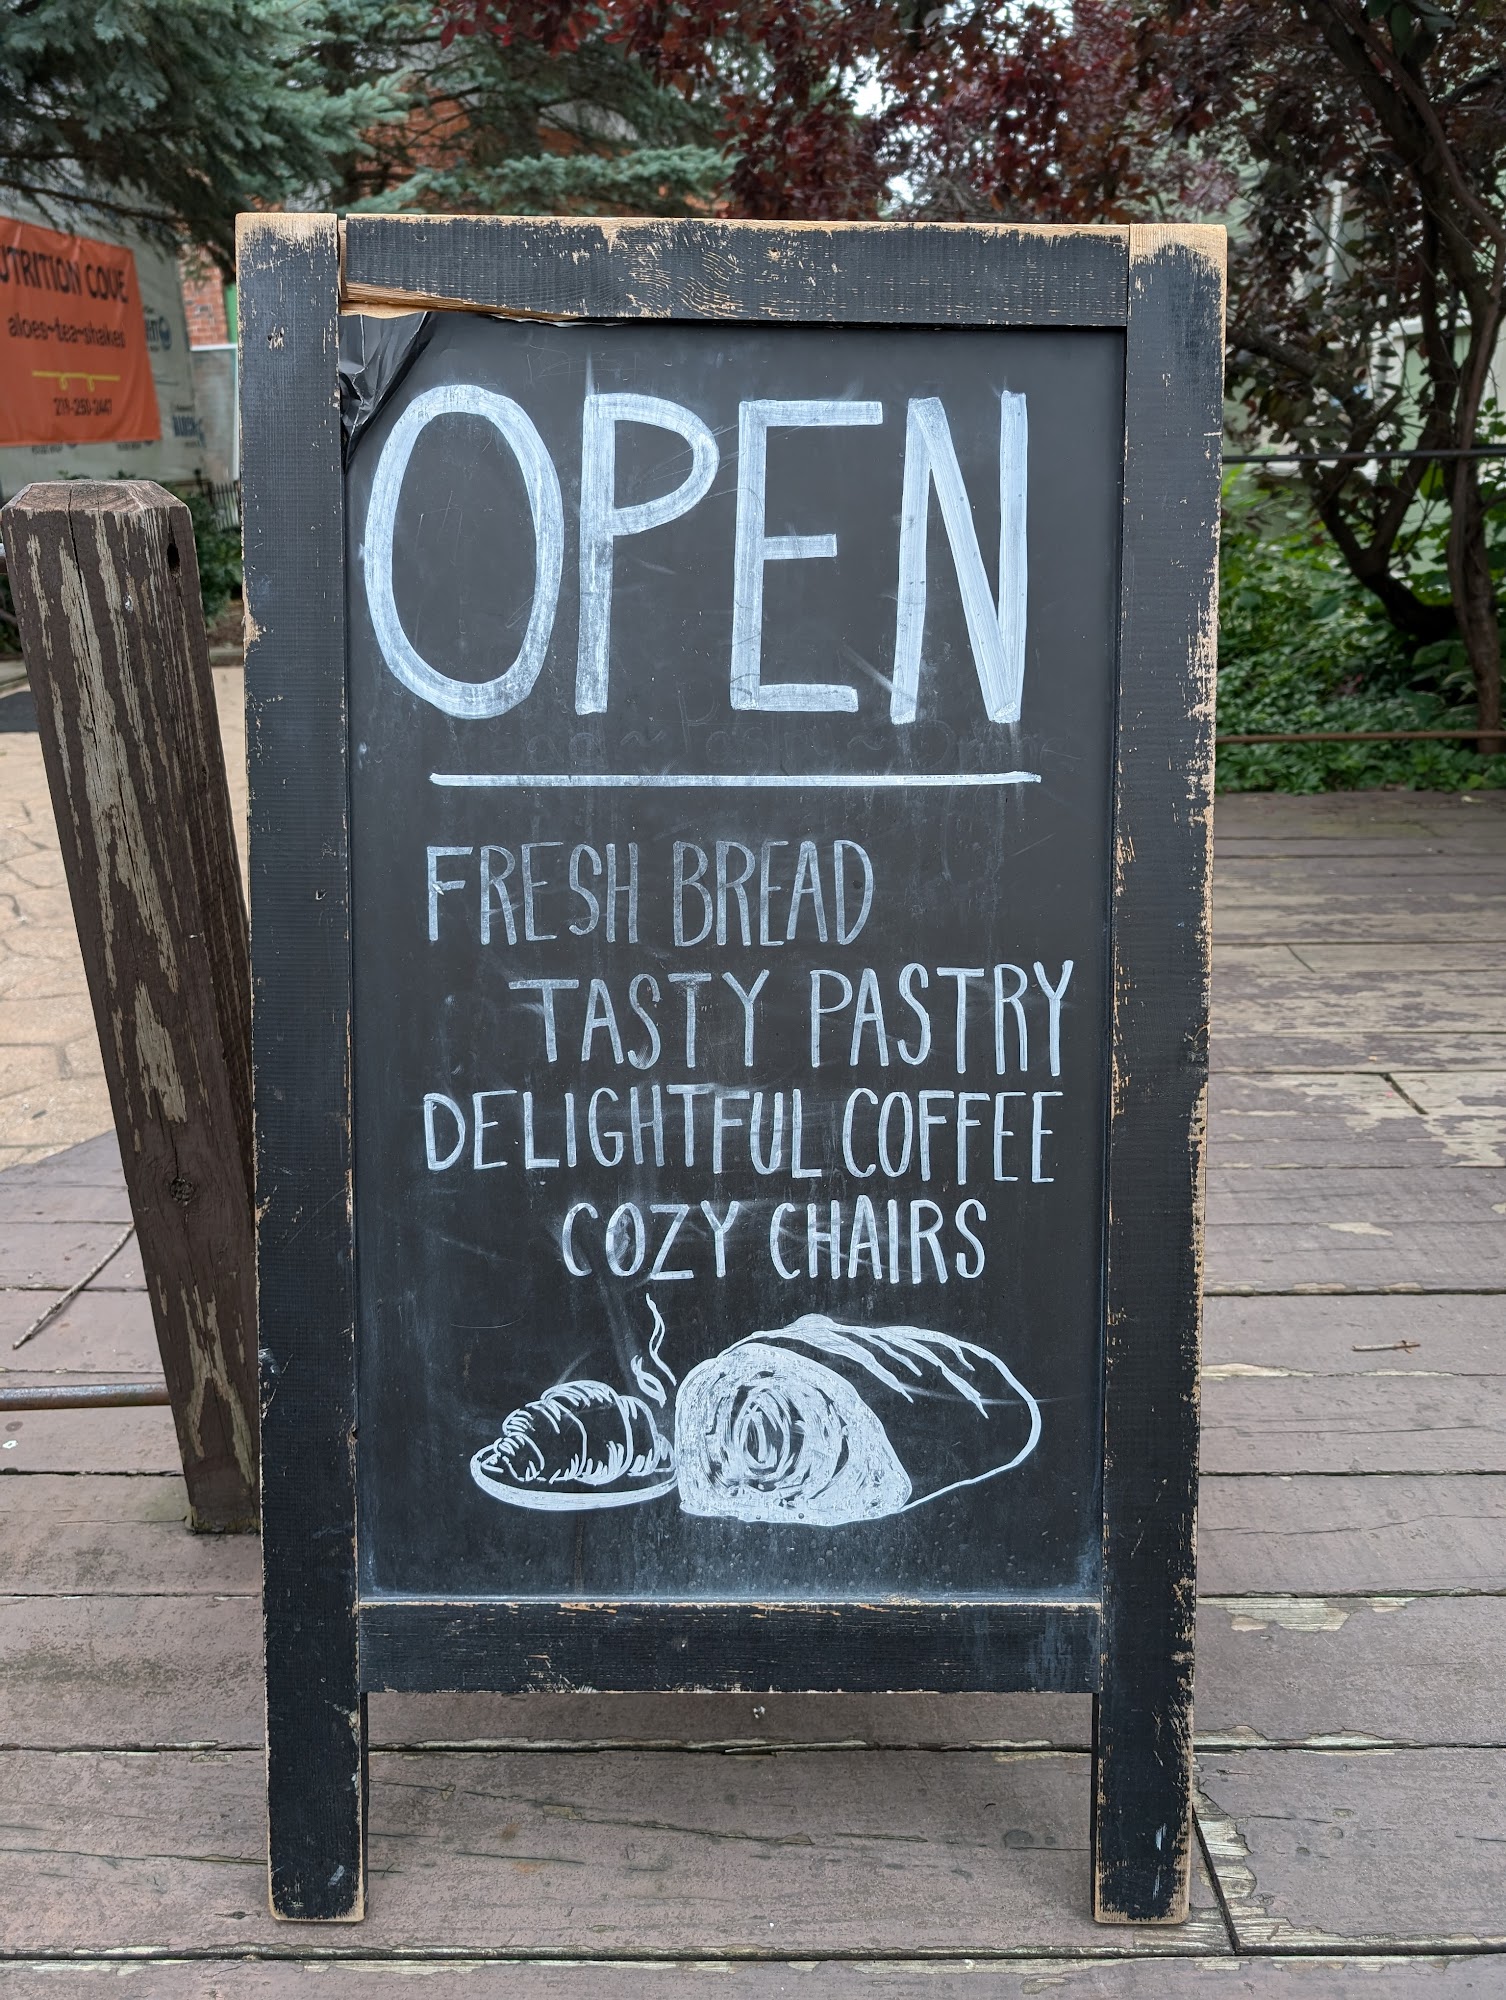 OPEN
FRESH BREAD
TASTY PASTRY
DELIGHTFUL COFFEE
COZY CHAIRS
UTRITION COVE
aloes~tea~shakes